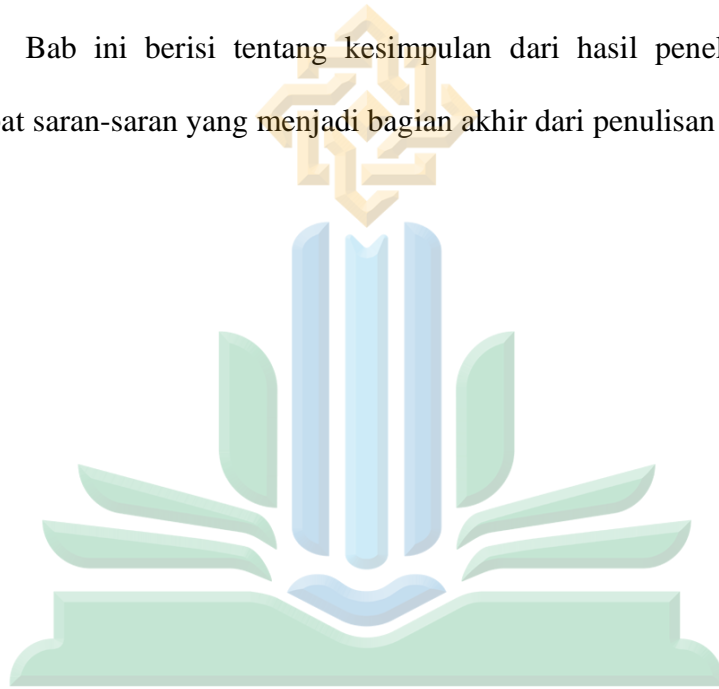 Bab ini berisi tentang kesimpulan dari hasil penel
at saran-saran yang menjadi bagian akhir dari penulisan